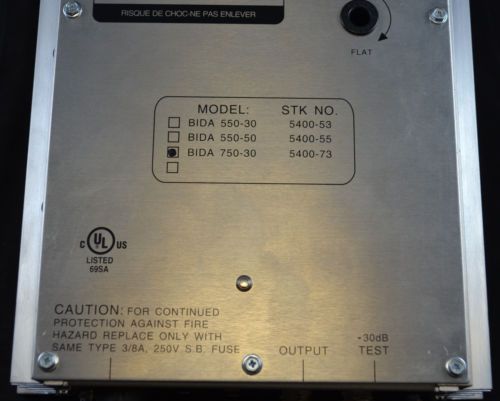 RISQUE DE CHOC-NE PAS ENLEVER
FLAT
MODEL: STK NO.
BIDA 550-30 5400-53
BIDA 550-50 5400-55
BIDA 750-30 5400-73
C UL US
LISTED
69SA
CAUTION: FOR CONTINUED
PROTECTION AGAINST FIRE
HAZARD REPLACE ONLY WITH
SAME TYPE 3/8A, 250V S.B. FUSE
OUTPUT
-30dB
TEST